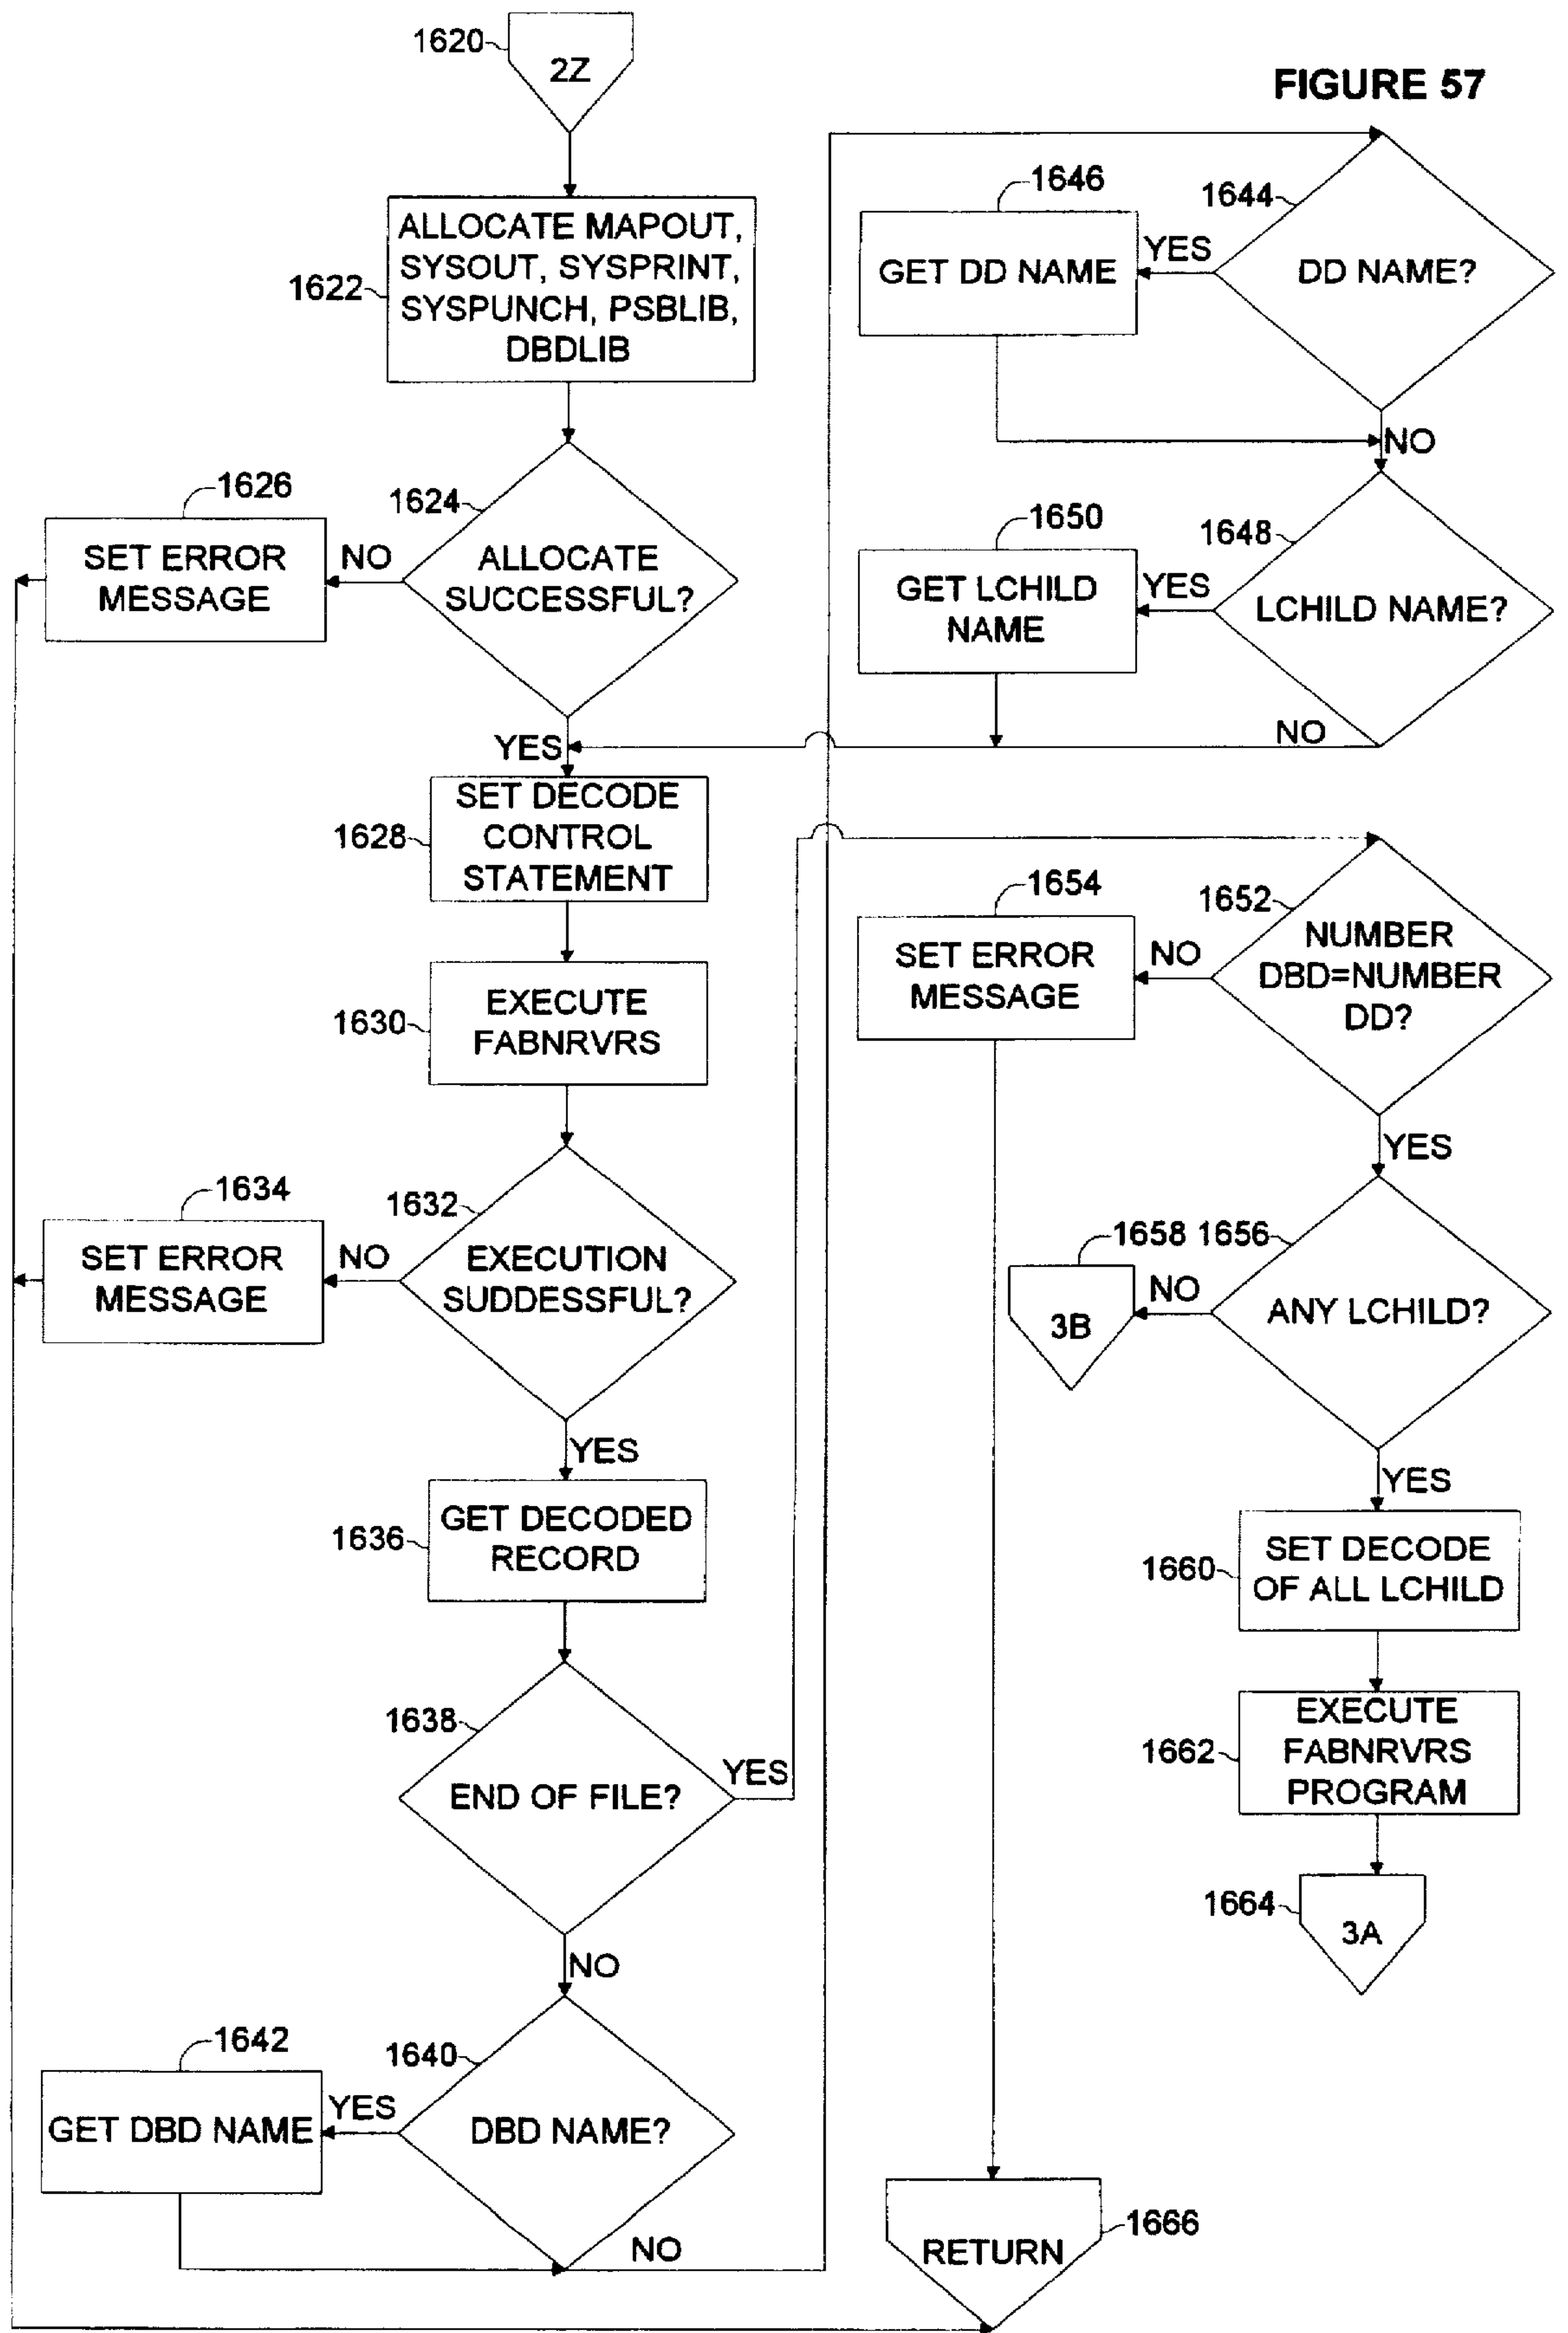 FIGURE 57
1620
2Z
1622
ALLOCATE MAPOUT,
SYSOUT, SYSPRINT,
SYSPUNCH, PSBLIB,
DBDLIB
1624
ALLOCATE
SUCCESSFUL?
NO
1626
SET ERROR
MESSAGE
YES
1628
SET DECODE
CONTROL
STATEMENT
1630
EXECUTE
FABNRVRS
1632
EXECUTION
SUDDESSFUL?
NO
1634
SET ERROR
MESSAGE
YES
1636
GET DECODED
RECORD
1638
END OF FILE?
YES
NO
1640
DBD NAME?
YES
1642
GET DBD NAME
NO
1644
DD NAME?
YES
1646
GET DD NAME
NO
1648
LCHILD NAME?
YES
1650
GET LCHILD
NAME
NO
1652
NUMBER
DBD=NUMBER
DD?
NO
1654
SET ERROR
MESSAGE
YES
1656
ANY LCHILD?
NO
1658
3B
YES
1660
SET DECODE
OF ALL LCHILD
1662
EXECUTE
FABNRVRS
PROGRAM
1664
3A
1666
RETURN